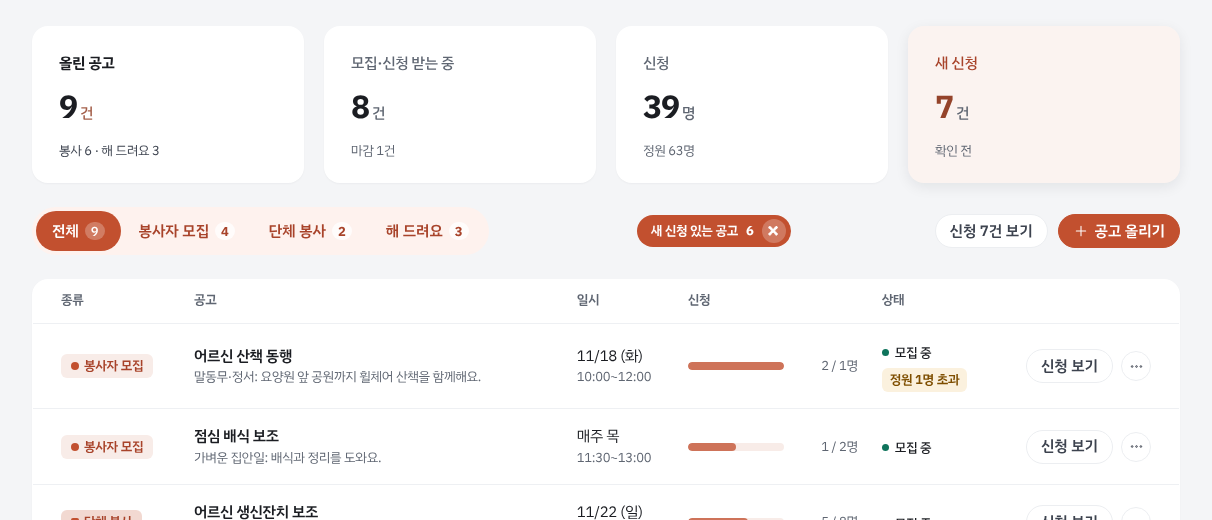 올린 공고
9건
봉사 6 · 해 드려요 3
모집·신청 받는 중
8건
마감 1건
신청
39명
정원 63명
새 신청
7건
확인 전
전체 9 봉사자 모집 4 단체 봉사 2 해 드려요 3
새 신청 있는 공고 6 ×
신청 7건 보기
+ 공고 올리기
종류 공고 일시 신청 상태
봉사자 모집
어르신 산책 동행
말동무·정서: 요양원 앞 공원까지 휠체어 산책을 함께해요.
11/18 (화)
10:00~12:00
2 / 1명
모집 중
정원 1명 초과
신청 보기
봉사자 모집
점심 배식 보조
가벼운 집안일: 배식과 정리를 도와요.
매주 목
11:30~13:00
1 / 2명
모집 중
신청 보기
단체 봉사
어르신 생신잔치 보조
11/22 (일)